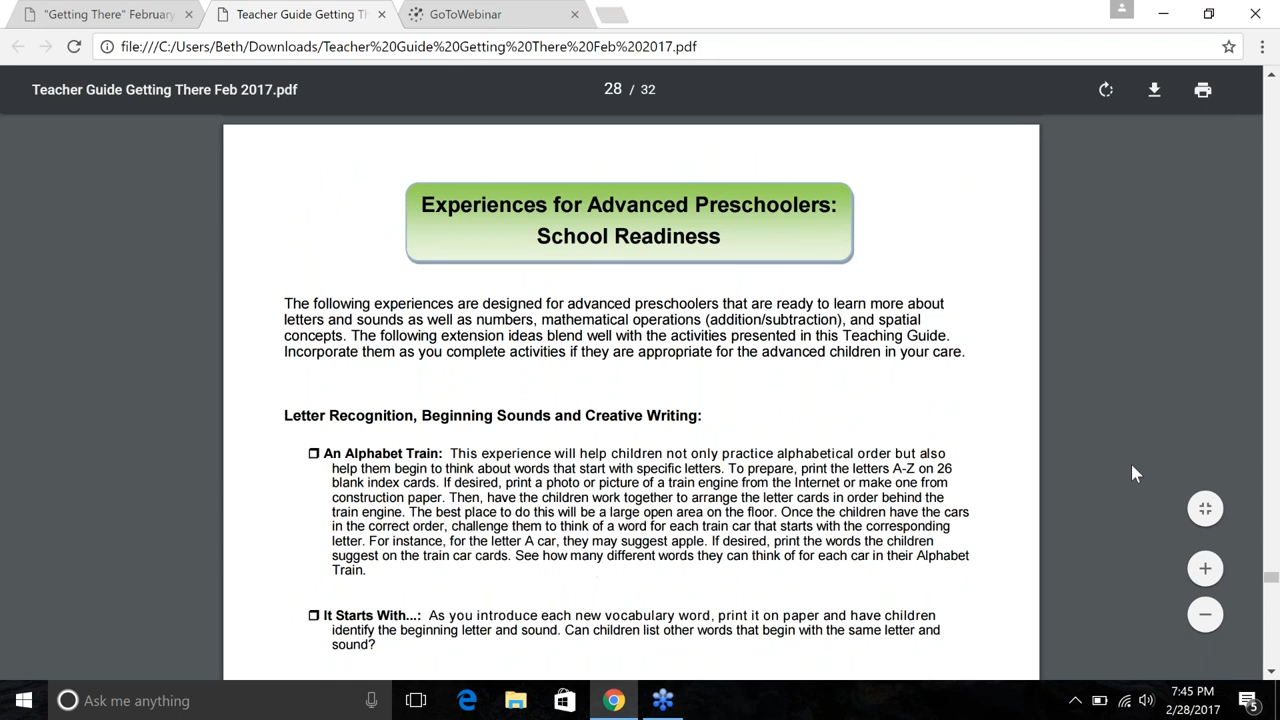 "Getting There" February
Teacher Guide Getting Th
GoToWebinar
file:///C:/Users/Beth/Downloads/Teacher%20Guide%20Getting%20There%20Feb%202017.pdf
Teacher Guide Getting There Feb 2017.pdf
28 / 32
Experiences for Advanced Preschoolers:
School Readiness
The following experiences are designed for advanced preschoolers that are ready to learn more about
letters and sounds as well as numbers, mathematical operations (addition/subtraction), and spatial
concepts. The following extension ideas blend well with the activities presented in this Teaching Guide.
Incorporate them as you complete activities if they are appropriate for the advanced children in your care.
Letter Recognition, Beginning Sounds and Creative Writing:
An Alphabet Train: This experience will help children not only practice alphabetical order but also
help them begin to think about words that start with specific letters. To prepare, print the letters A-Z on 26
blank index cards. If desired, print a photo or picture of a train engine from the Internet or make one from
construction paper. Then, have the children work together to arrange the letter cards in order behind the
train engine. The best place to do this will be a large open area on the floor. Once the children have the cars
in the correct order, challenge them to think of a word for each train car that starts with the corresponding
letter. For instance, for the letter A car, they may suggest apple. If desired, print the words the children
suggest on the train car cards. See how many different words they can think of for each car in their Alphabet
Train.
It Starts With...: As you introduce each new vocabulary word, print it on paper and have children
identify the beginning letter and sound. Can children list other words that begin with the same letter and
sound?
Ask me anything
7:45 PM
2/28/2017
5